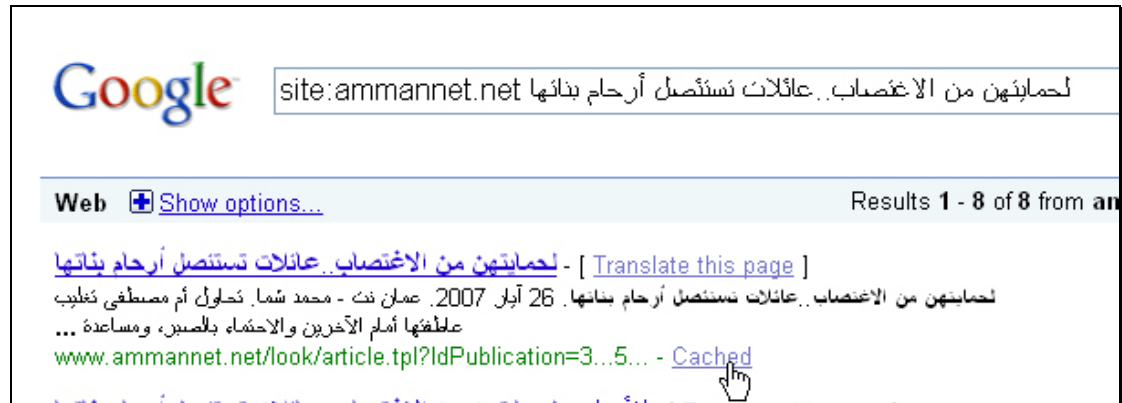 Google
site:ammannet.net لحمايتهن من الاغتصاب..عائلات تستئصل أرحام بناتها
Web Show options... Results 1 - 8 of 8 from an
لحمايتهن من الاغتصاب..عائلات تستئصل أرحام بناتها - [ Translate this page ]
لحمايتهن من الاغتصاب..عائلات تستئصل أرحام بناتها. 26 أيار 2007. عمان نت - محمد شما. تحاول أم مصطفى تغليب
عاطفتها أمام الآخرين والاحتماء بالصبر، ومساعدة ...
www.ammannet.net/look/article.tpl?IdPublication=3...5... - Cached